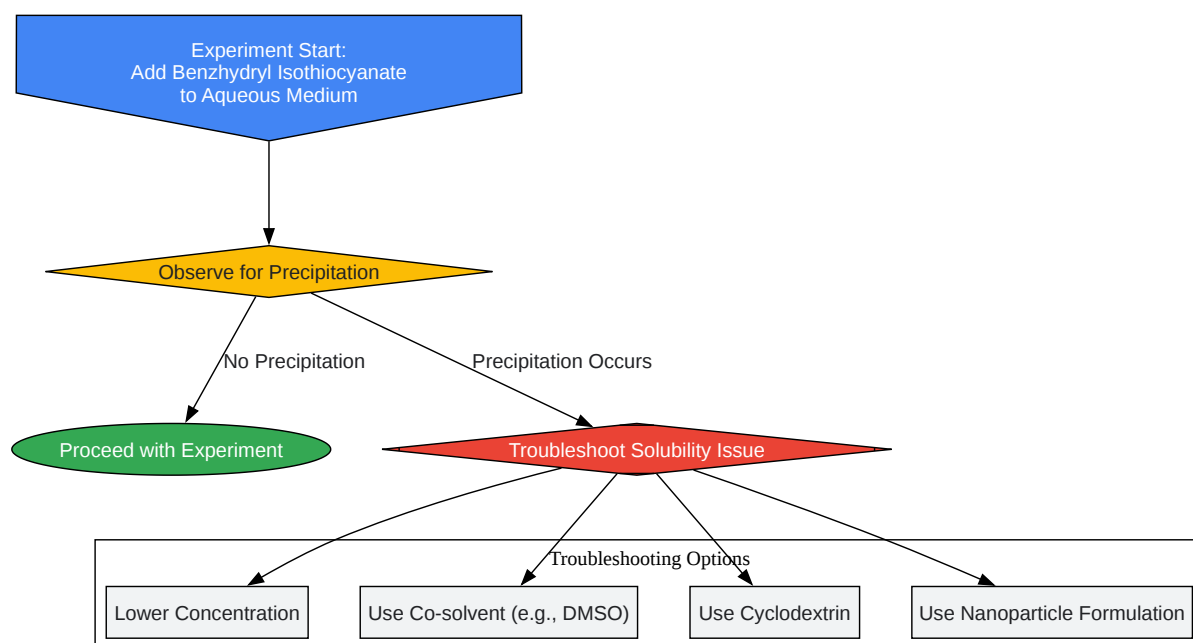 Experiment Start:
Add Benzhydryl Isothiocyanate
to Aqueous Medium
Observe for Precipitation
No Precipitation
Precipitation Occurs
Proceed with Experiment
Troubleshoot Solubility Issue
Troubleshooting Options
Lower Concentration
Use Co-solvent (e.g., DMSO)
Use Cyclodextrin
Use Nanoparticle Formulation